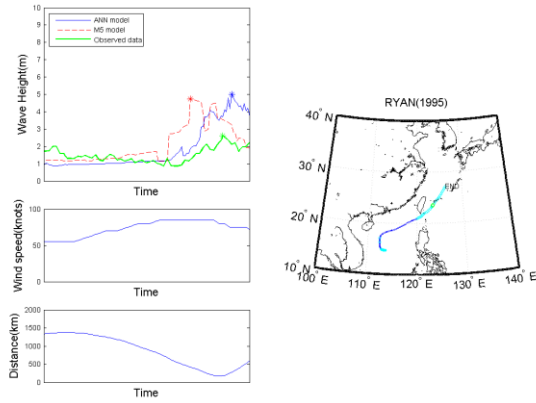 10
9
8
7
6
5
4
3
2
1
0
Wave Height(m)
ANN model
M5 model
Observed data
Time
100
50
0
Wind speed(knots)
Time
2000
1500
1000
500
0
Distance(km)
Time
RYAN(1995)
40° N
30° N
20° N
10° N
100° E
110° E
120° E
130° E
140° E
END